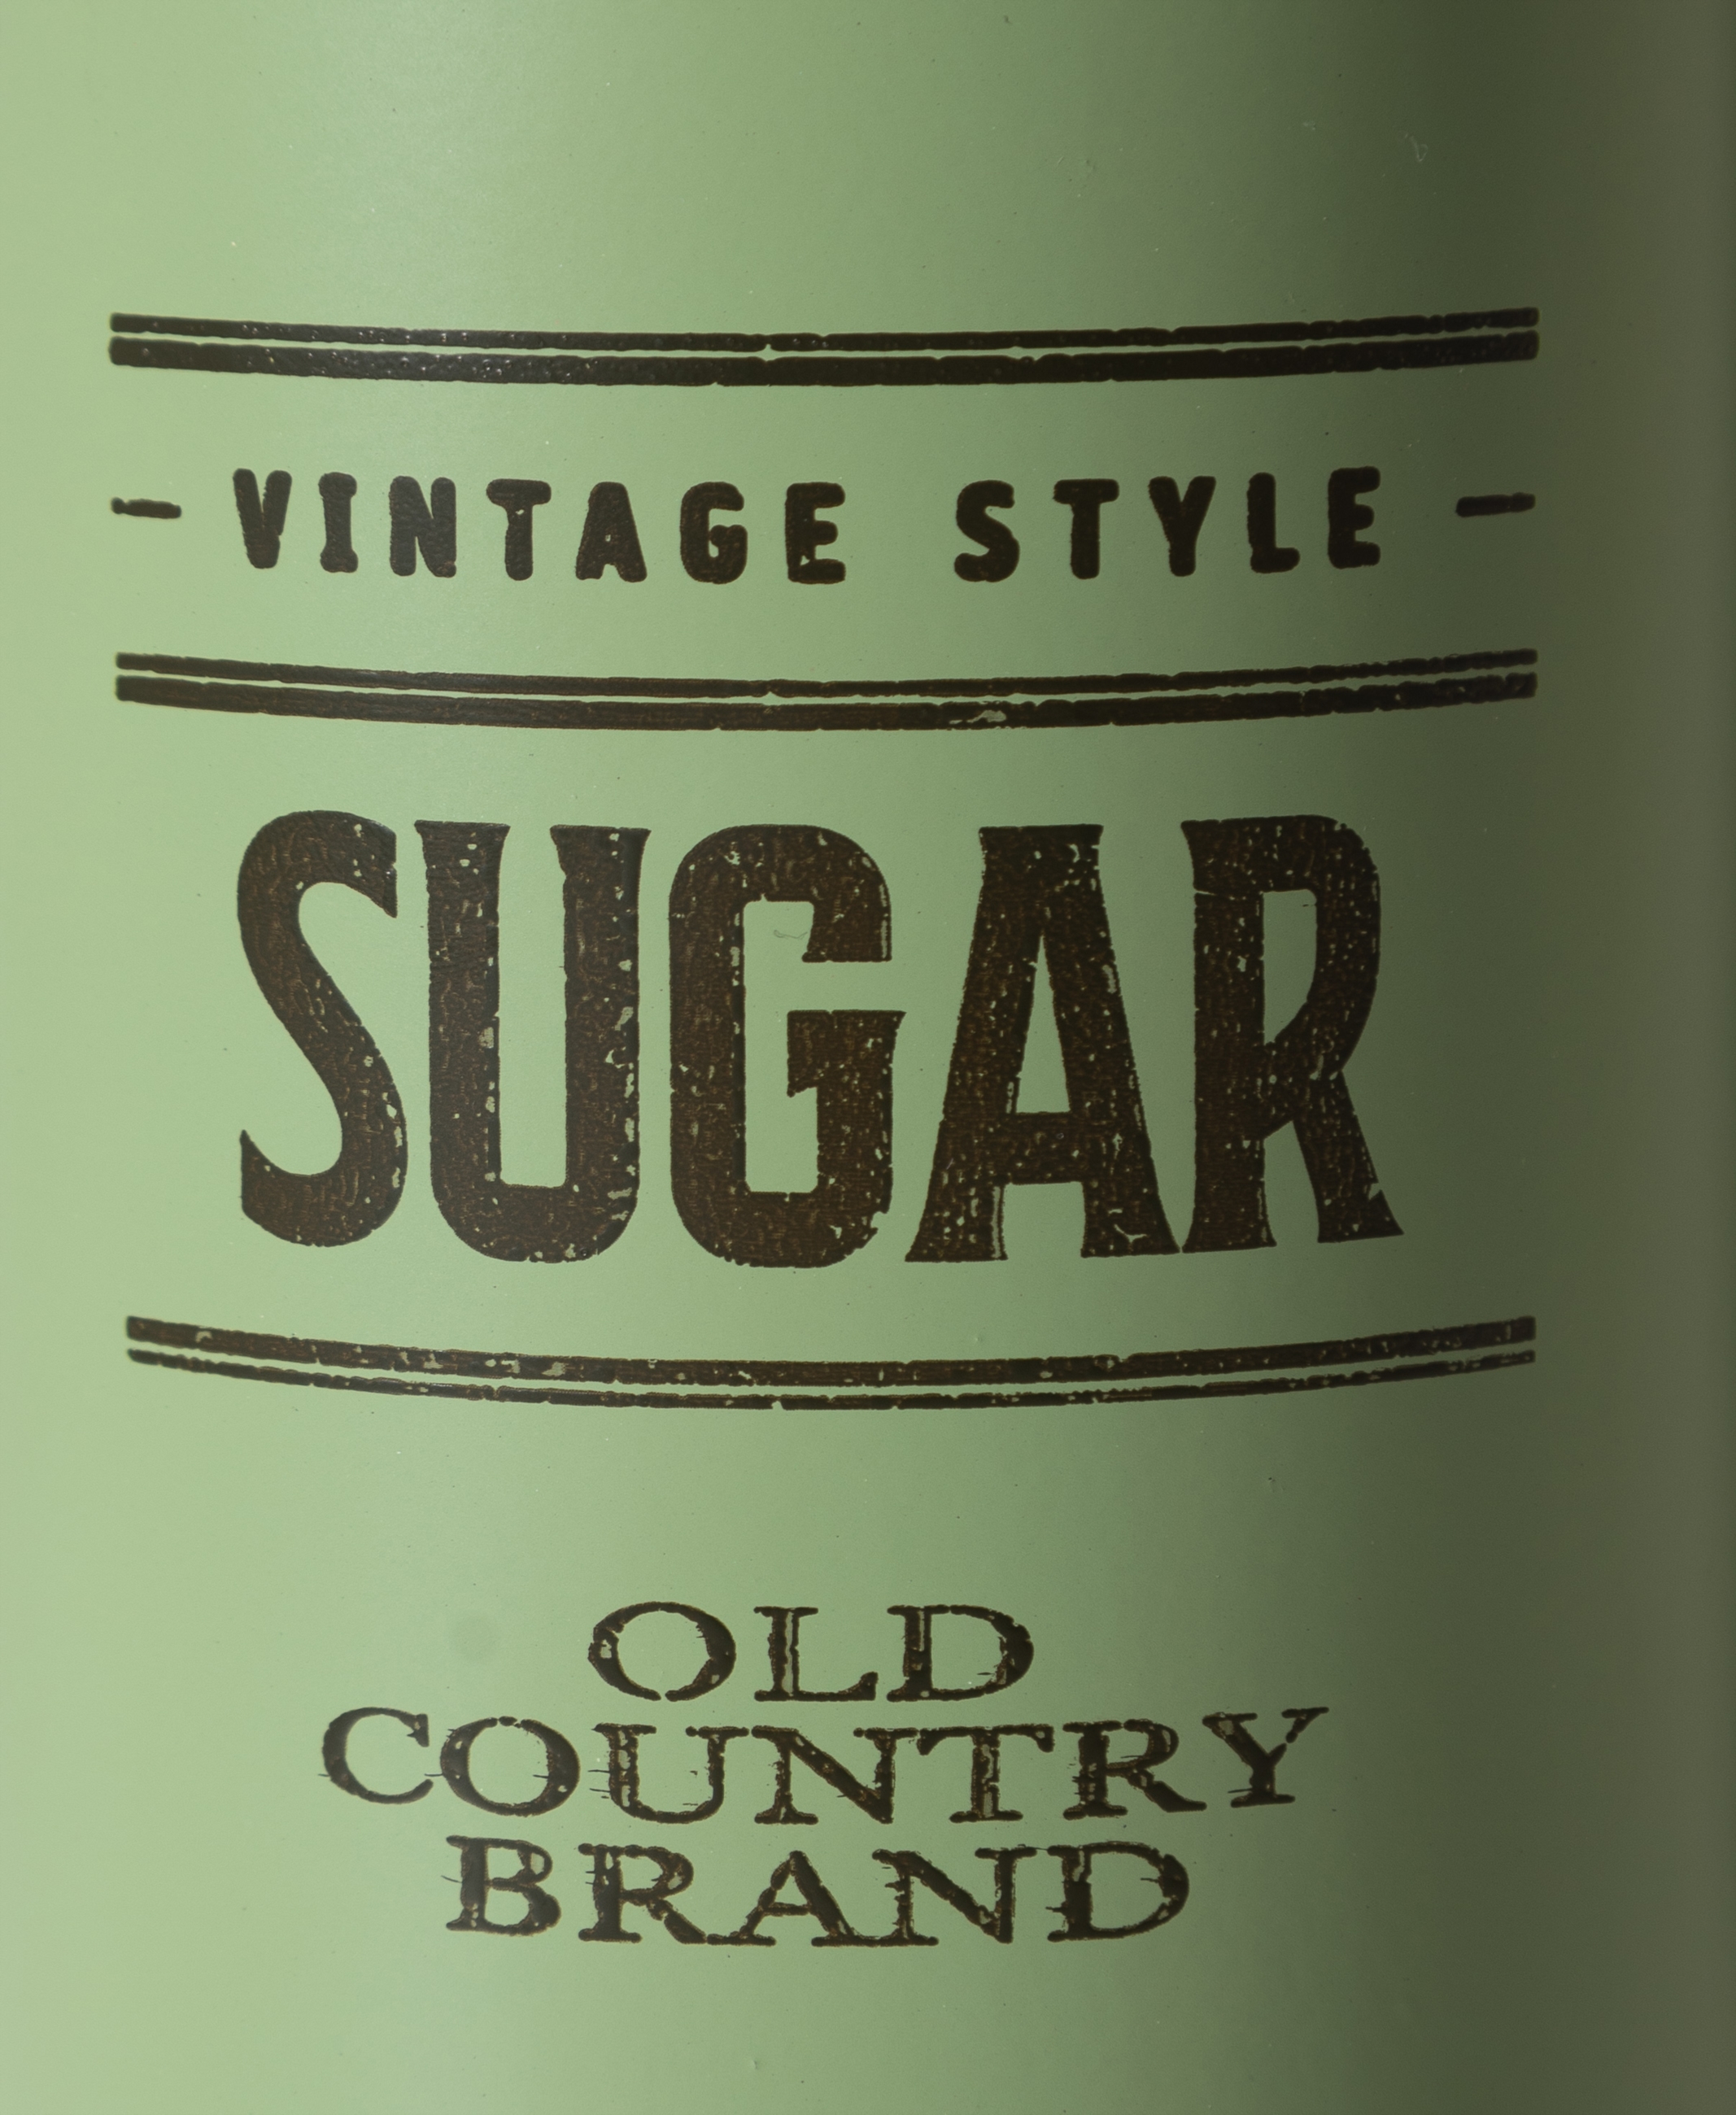 - VINTAGE STYLE -
SUGAR
OLD
COUNTRY
BRAND